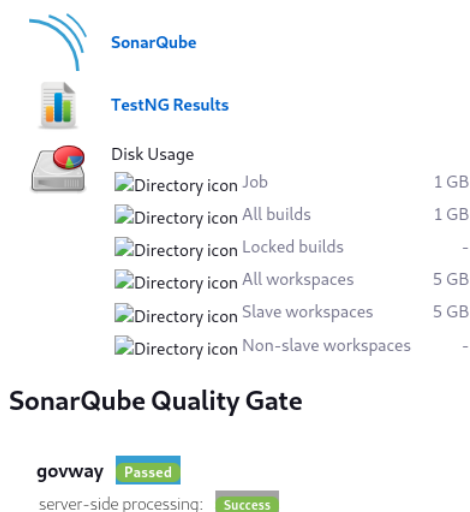 SonarQube
TestNG Results
Disk Usage
Directory icon Job 1 GB
Directory icon All builds 1 GB
Directory icon Locked builds -
Directory icon All workspaces 5 GB
Directory icon Slave workspaces 5 GB
Directory icon Non-slave workspaces -
SonarQube Quality Gate
govway Passed
server-side processing: Success